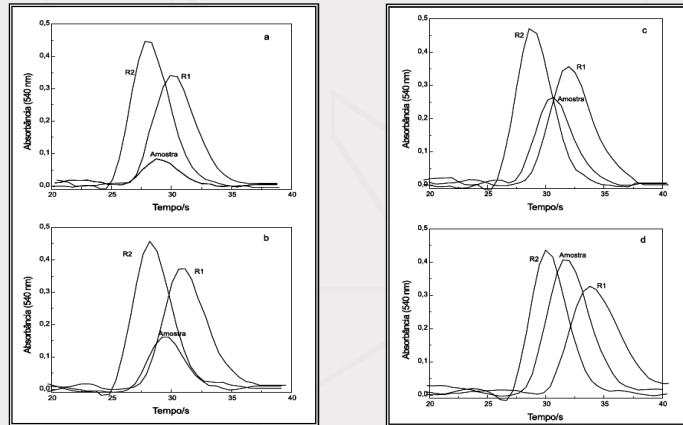 a
R2
R1
Amostra
Absorbância (540 nm)
0,5
0,4
0,3
0,2
0,1
0,0
20
25
30
35
40
Tempo/s
b
R2
R1
Amostra
Absorbância (540 nm)
0,5
0,4
0,3
0,2
0,1
0,0
20
25
30
35
40
Tempo/s
c
R2
R1
Amostra
Absorbância (540 nm)
0,5
0,4
0,3
0,2
0,1
0,0
20
25
30
35
40
Tempo/s
d
R2
Amostra
R1
Absorbância (540 nm)
0,5
0,4
0,3
0,2
0,1
0,0
20
25
30
35
40
Tempo/s